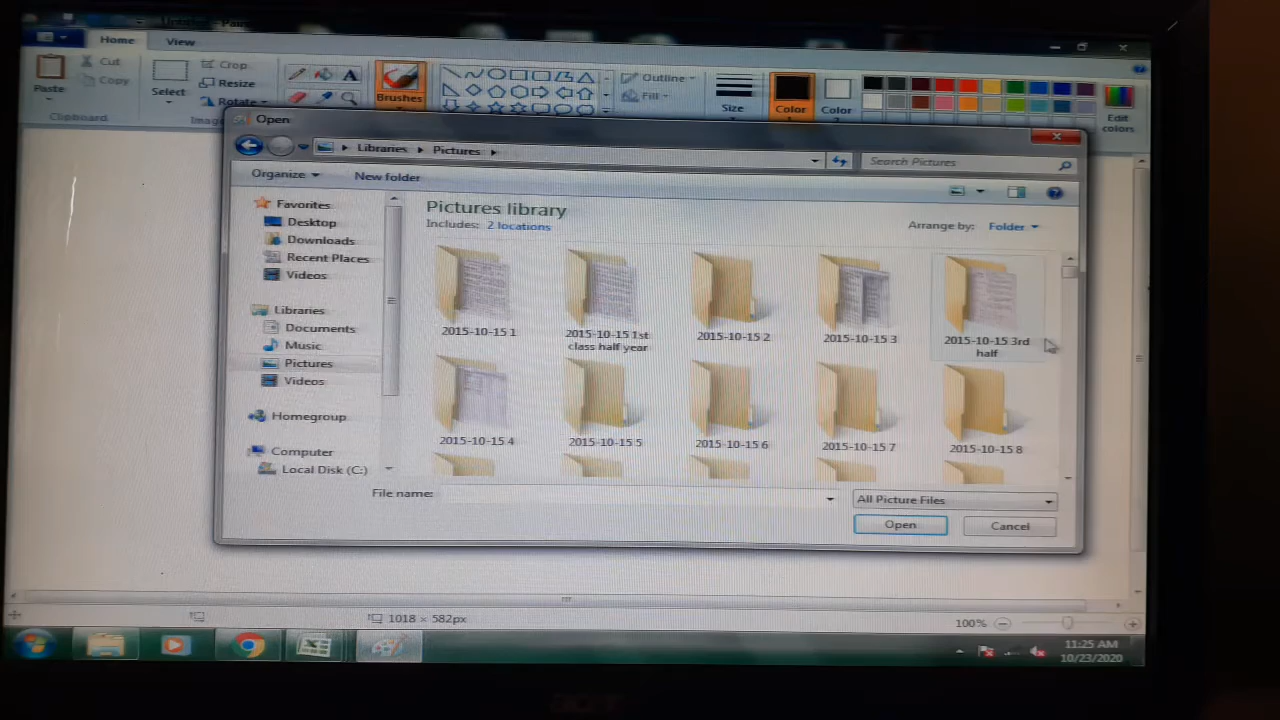 Untitled - Paint
Home View
Cut
Copy
Paste
Clipboard
Crop
Resize
Rotate
Select
Brushes
Outline
Fill
Size
Color
Color
Edit colors
Open
Libraries Pictures
Search Pictures
Organize New folder
Favorites
Desktop
Downloads
Recent Places
Videos
Libraries
Documents
Music
Pictures
Videos
Homegroup
Computer
Local Disk (C:)
Pictures library
Includes: 2 locations
Arrange by: Folder
2015-10-15 1
2015-10-15 1st
class half year
2015-10-15 2
2015-10-15 3
2015-10-15 3rd
half
2015-10-15 4
2015-10-15 5
2015-10-15 6
2015-10-15 7
2015-10-15 8
File name:
All Picture Files
Open Cancel
1018 × 582px
100%
11:25 AM
10/23/2020
acer